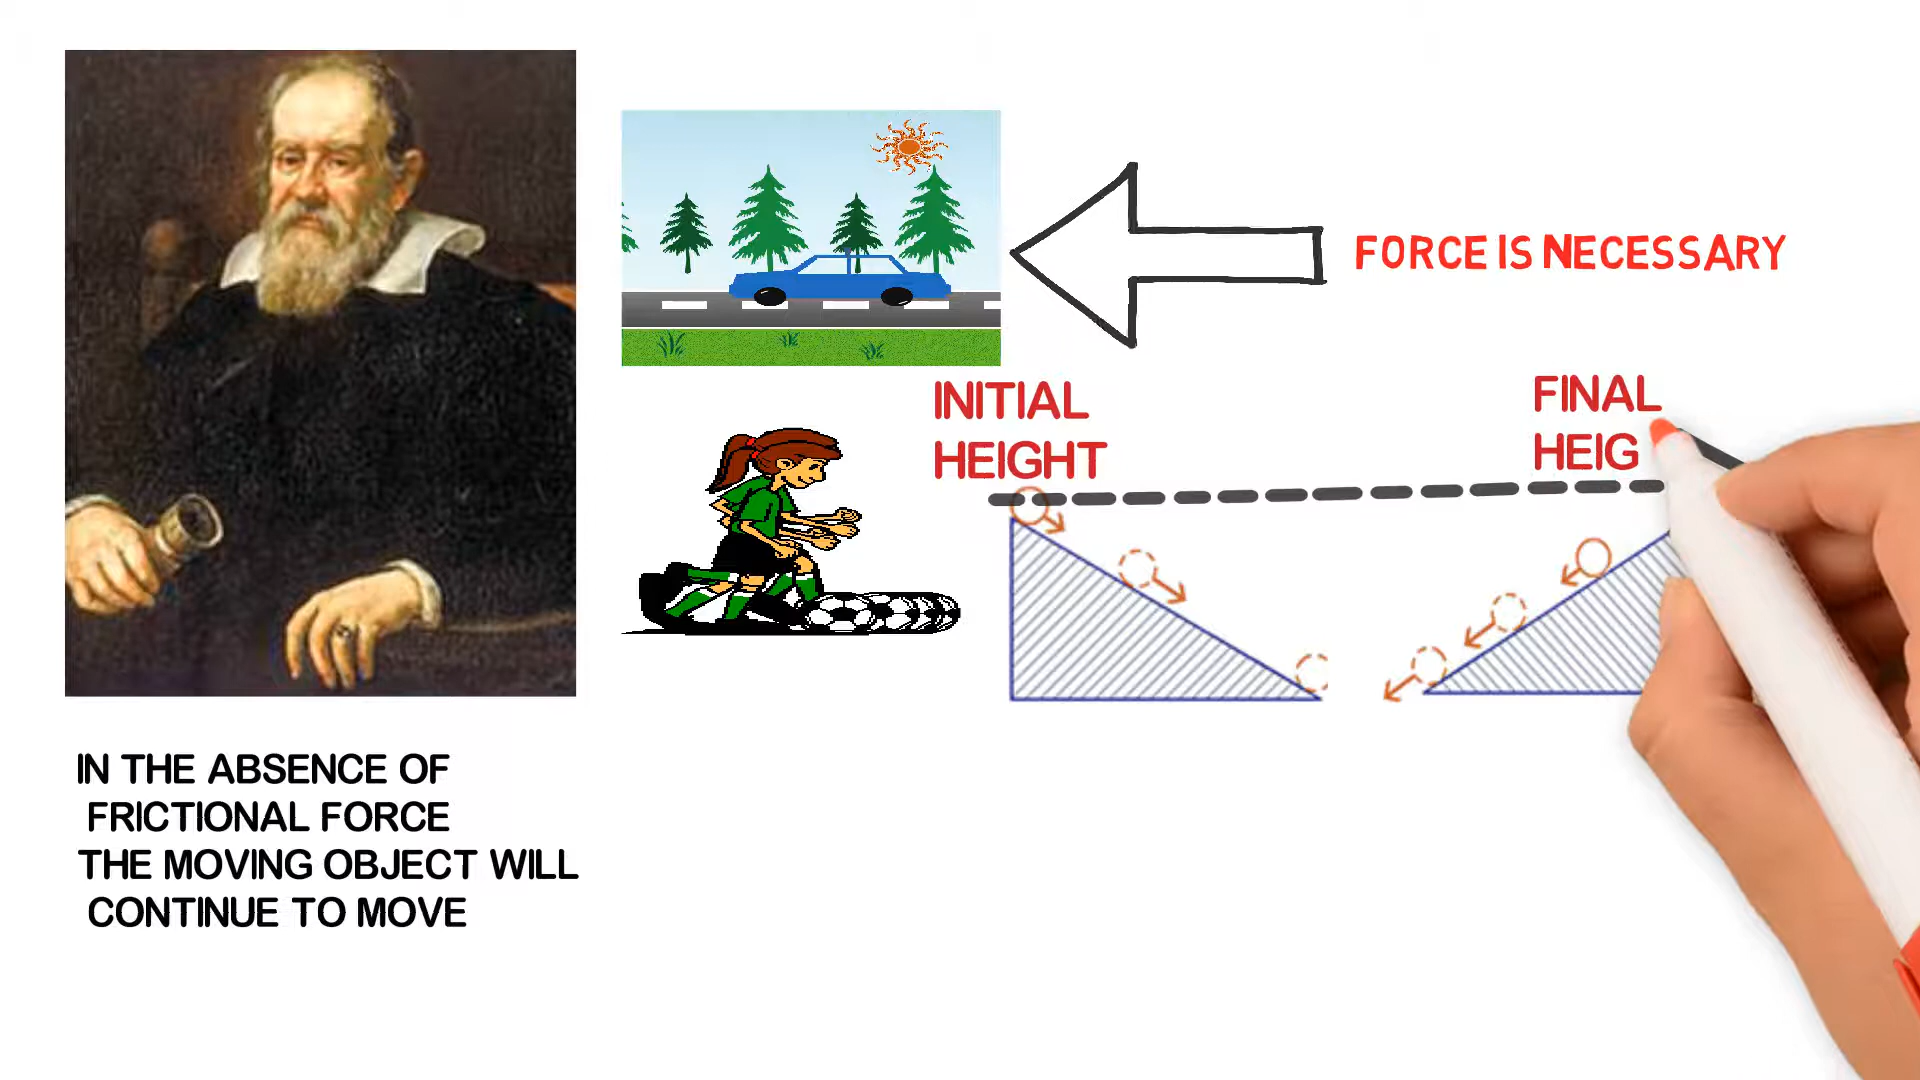 FORCE IS NECESSARY
INITIAL
HEIGHT
FINAL
HEIG
IN THE ABSENCE OF
FRICTIONAL FORCE
THE MOVING OBJECT WILL
CONTINUE TO MOVE